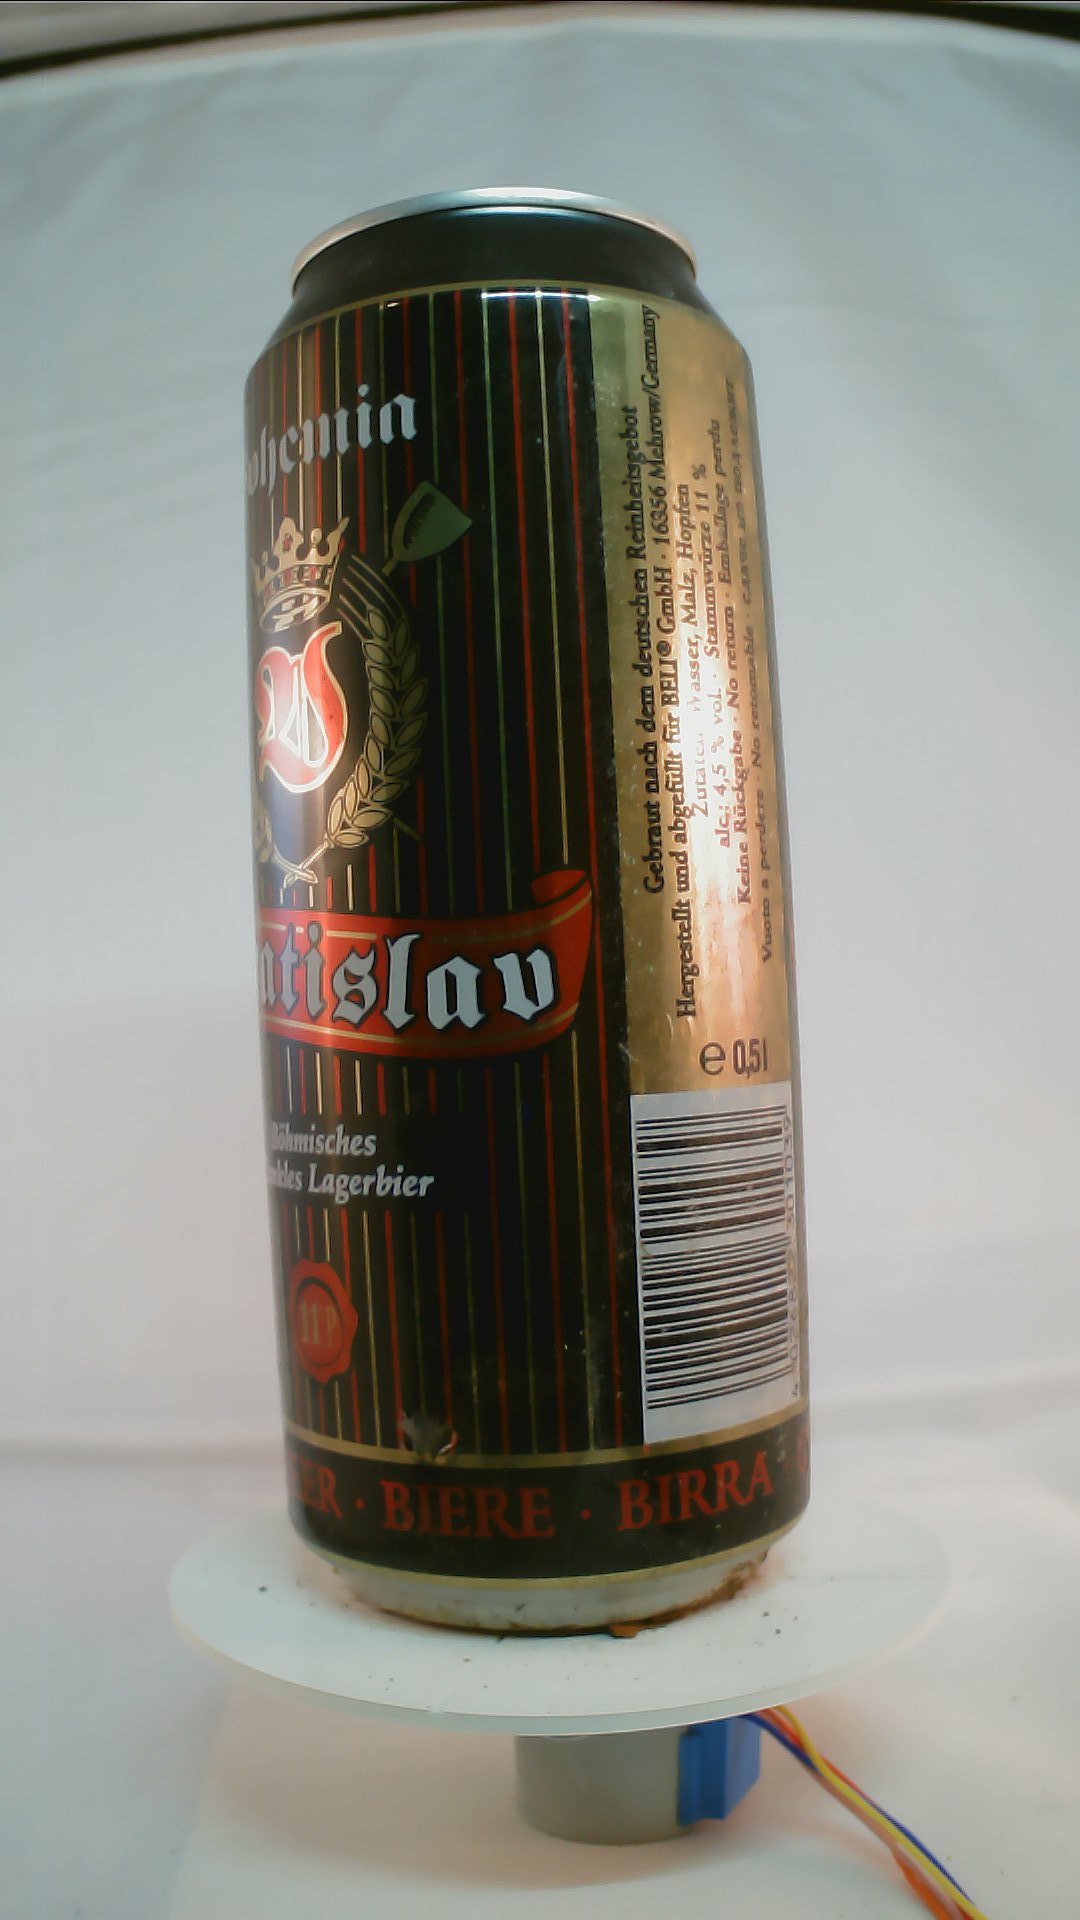 ohemia
atislav
Böhmisches
Lagerbier
11 P
Gebraut nach dem deutschen Reinheitsgebot
Hergestellt und abgefüllt für BELI® GmbH · 16356 Mehrow/Germany
Zutaten: Wasser, Malz, Hopfen
alc. 4,5 % vol. · Stammwürze 11 %
Keine Rückgabe · No return · Emballage perdu
Vuoto a perdere · No retornable
e 0,5 l
ER · BIERE · BIRRA